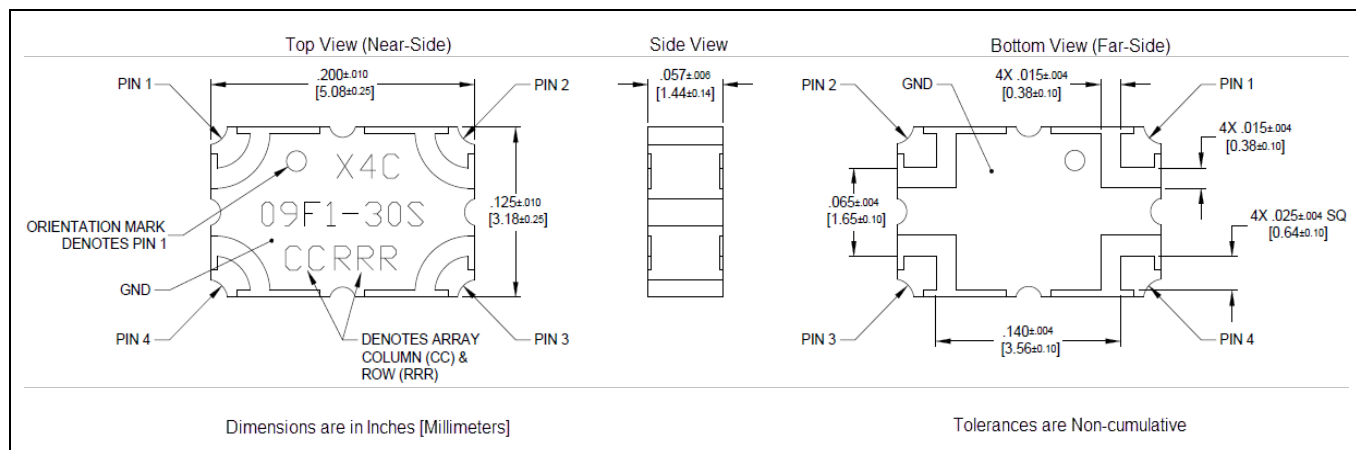 Top View (Near-Side)
Side View
Bottom View (Far-Side)
PIN 1
.200±.010
[5.08±0.25]
PIN 2
.057±.006
[1.44±0.14]
PIN 2
GND
4X .015±.004
[0.38±0.10]
PIN 1
4X .015±.004
[0.38±0.10]
X4C
09F1-30S
CCRRR
.125±.010
[3.18±0.25]
ORIENTATION MARK
DENOTES PIN 1
GND
.065±.004
[1.65±0.10]
4X .025±.004 SQ
[0.64±0.10]
PIN 4
DENOTES ARRAY
COLUMN (CC) &
ROW (RRR)
PIN 3
PIN 3
.140±.004
[3.56±0.10]
PIN 4
Dimensions are in Inches [Millimeters]
Tolerances are Non-cumulative